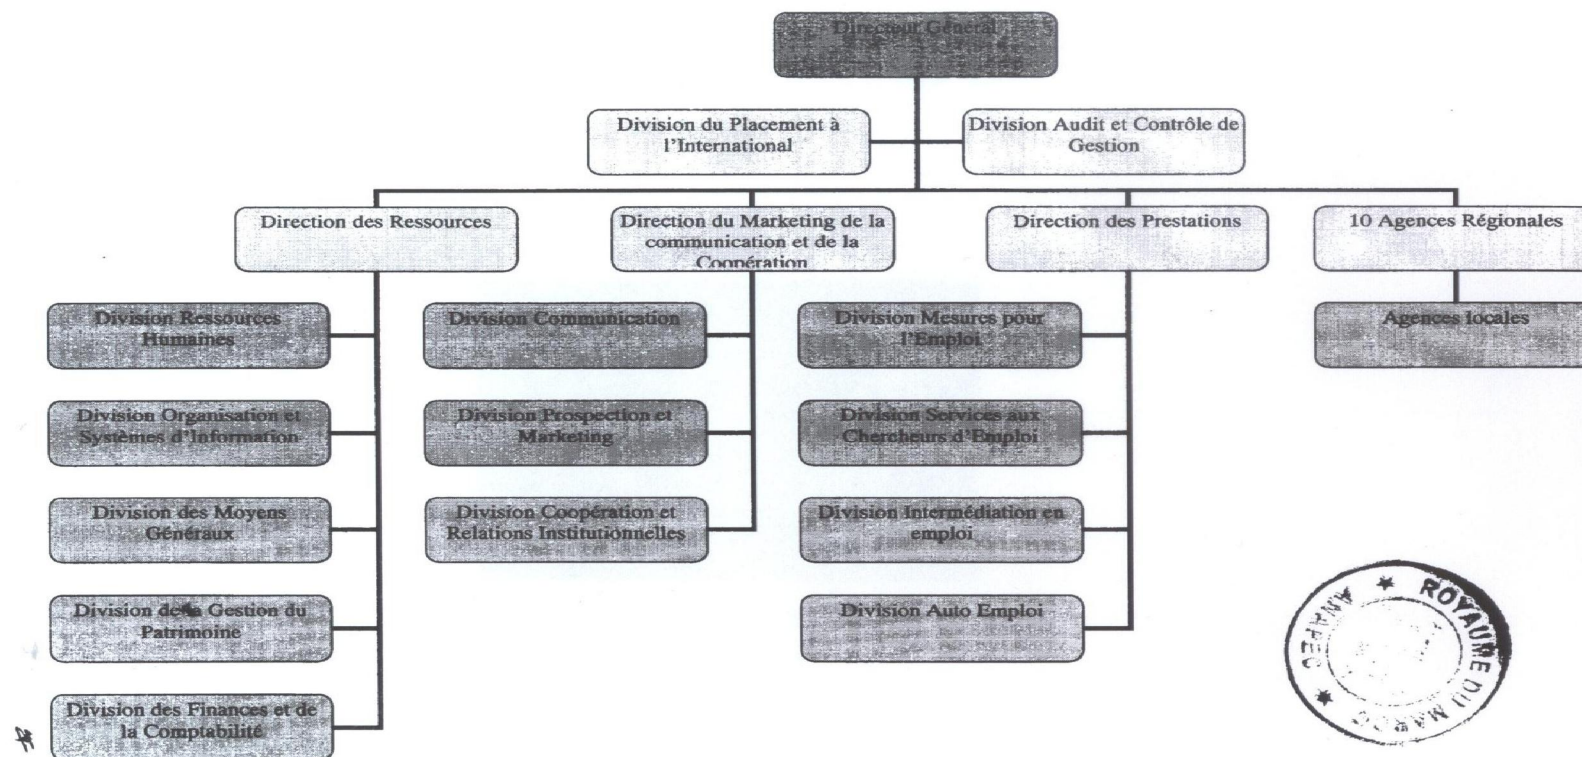 Directeur Général
Division du Placement à
l'International
Division Audit et Contrôle de
Gestion
Direction des Ressources
Direction du Marketing de la
communication et de la
Coopération
Direction des Prestations
10 Agences Régionales
Division Ressources
Humaines
Division Organisation et
Systèmes d'Information
Division des Moyens
Généraux
Division de la Gestion du
Patrimoine
Division des Finances et de
la Comptabilité
Division Communication
Division Prospection et
Marketing
Division Coopération et
Relations Institutionnelles
Division Mesures pour
l'Emploi
Division Services aux
Chercheurs d'Emploi
Division Intermédiation en
emploi
Division Auto Emploi
Agences locales
ROYAUME DU MAROC
ANAPEC